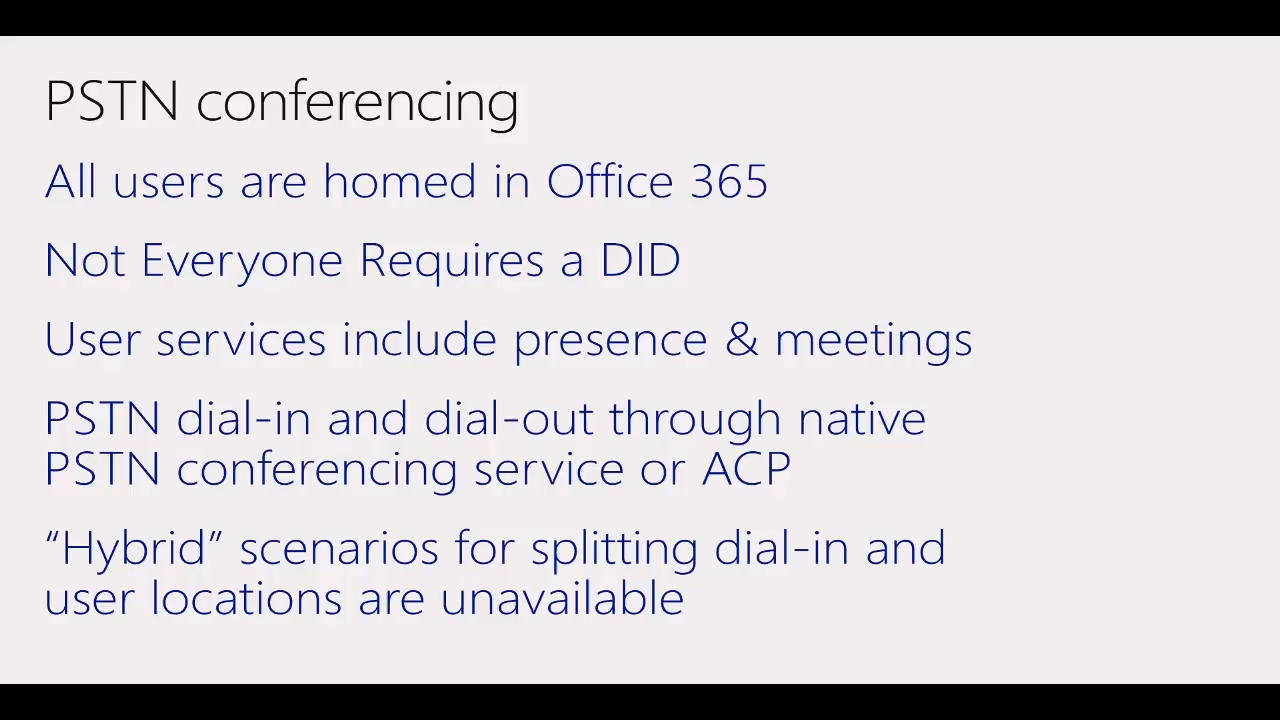 PSTN conferencing
All users are homed in Office 365
Not Everyone Requires a DID
User services include presence & meetings
PSTN dial-in and dial-out through native
PSTN conferencing service or ACP
“Hybrid” scenarios for splitting dial-in and
user locations are unavailable